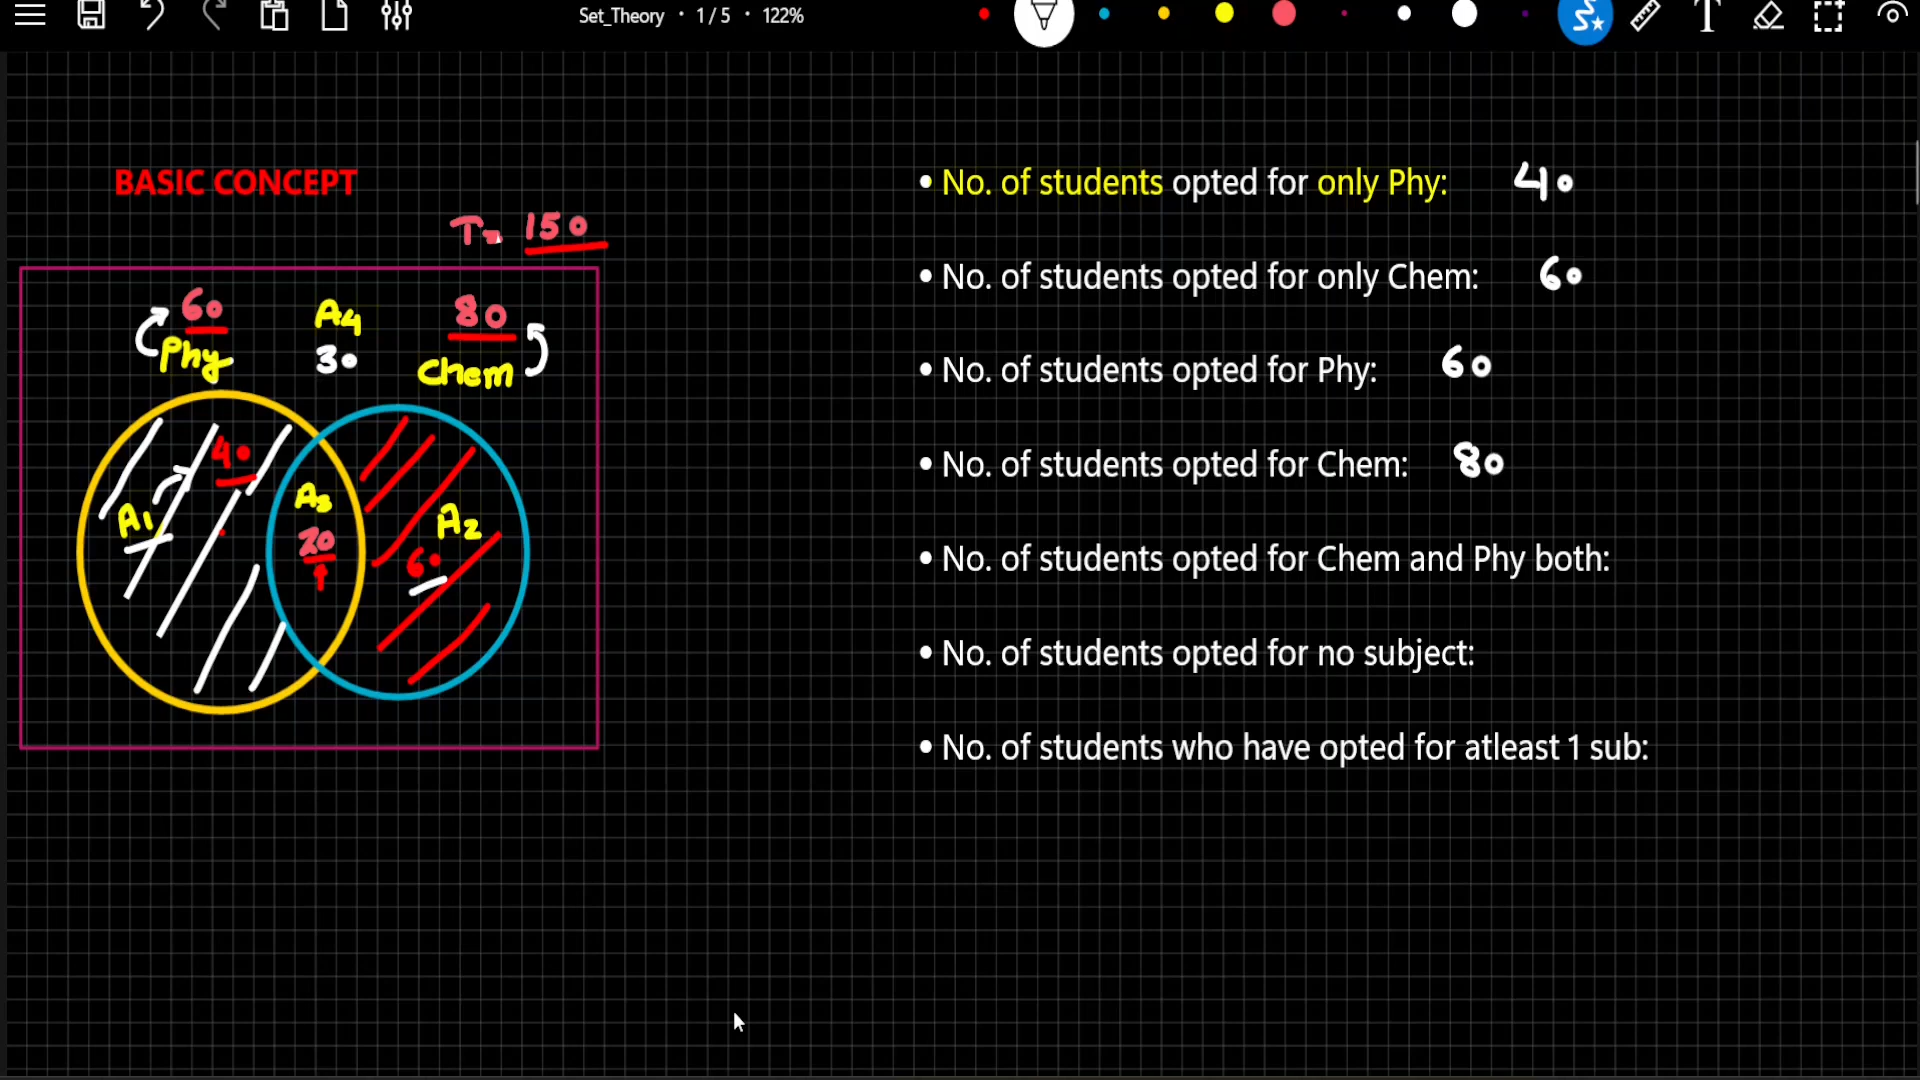 Set_Theory • 1 / 5 • 122%
T
BASIC CONCEPT
T= 150
60
A4
80
Phy
30
Chem
40
A1
A3
A2
20
60
• No. of students opted for only Phy: 40
• No. of students opted for only Chem: 60
• No. of students opted for Phy: 60
• No. of students opted for Chem: 80
• No. of students opted for Chem and Phy both:
• No. of students opted for no subject:
• No. of students who have opted for atleast 1 sub: